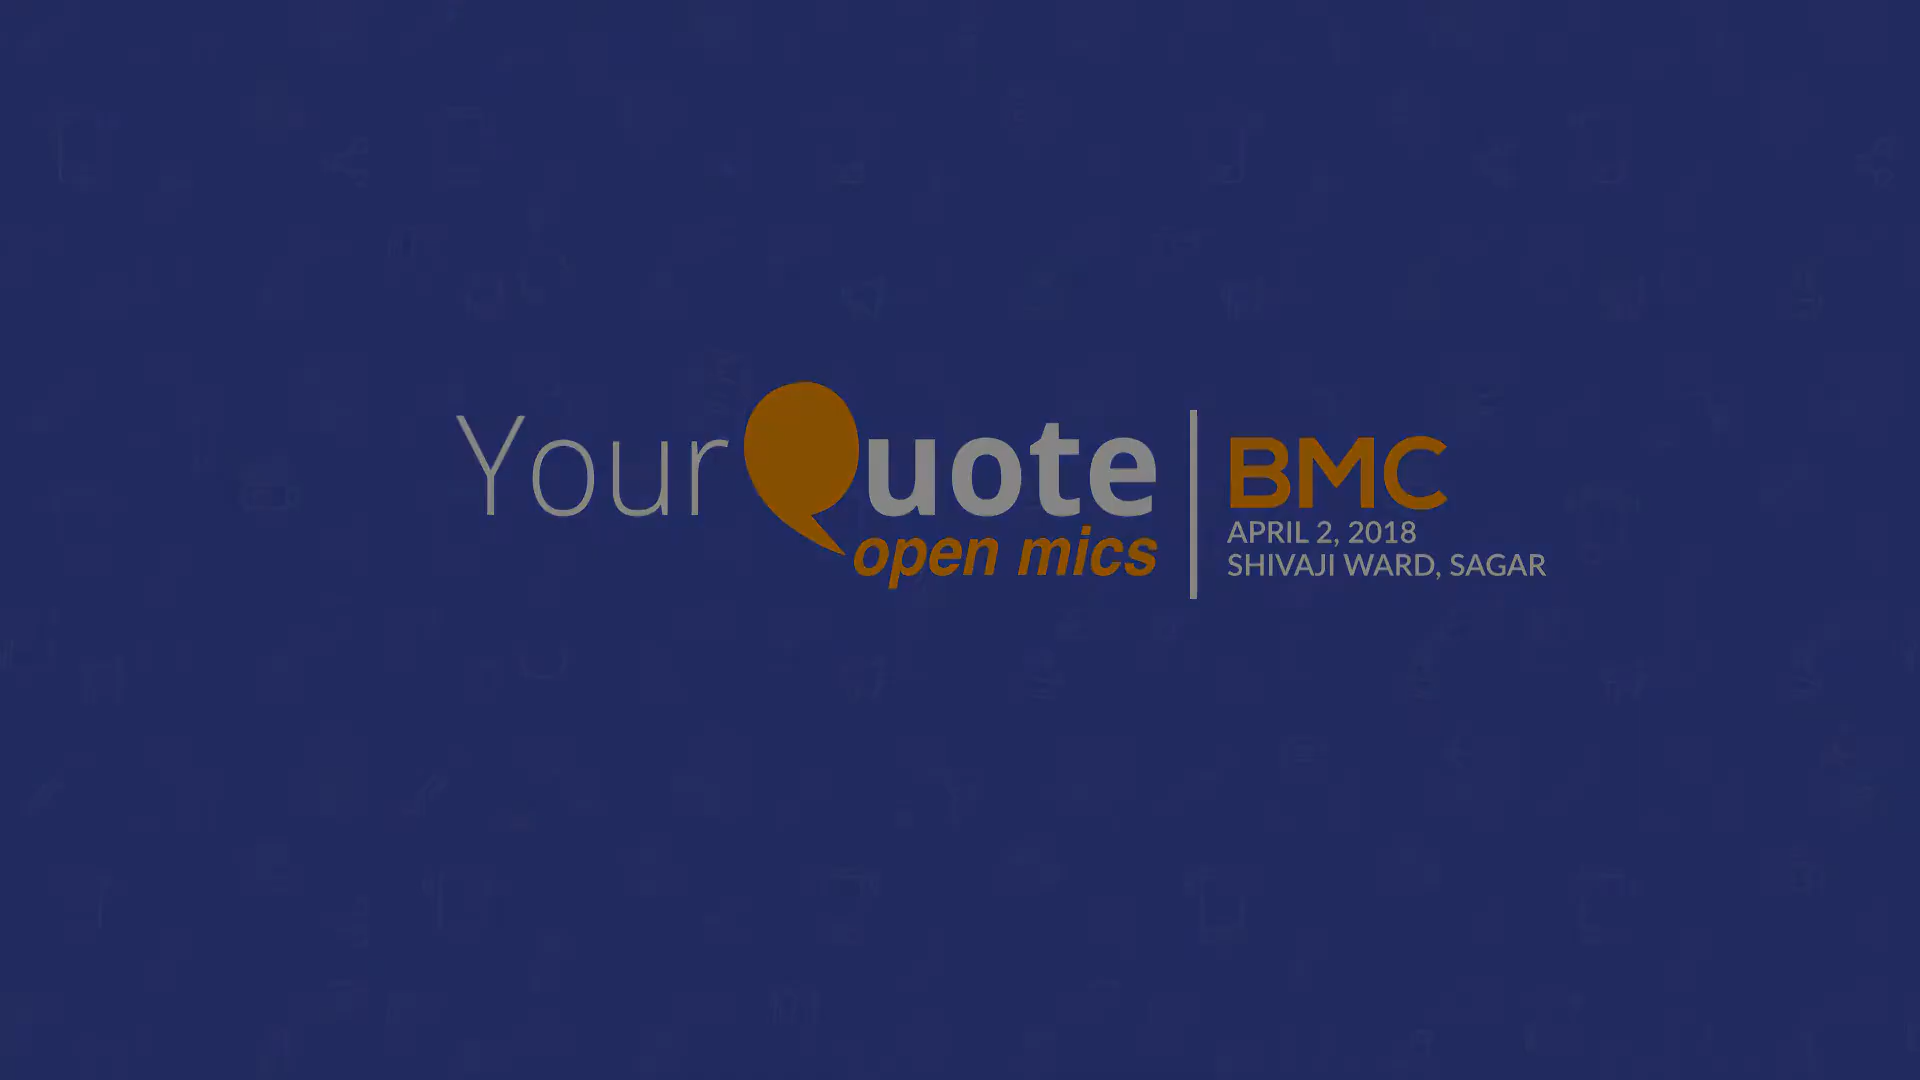 YourQuote
open mics
BMC
APRIL 2, 2018
SHIVAJI WARD, SAGAR